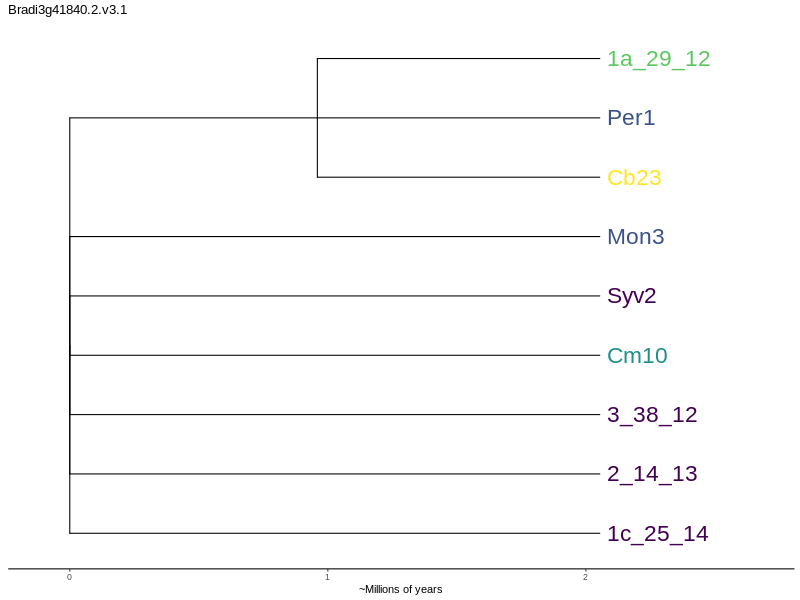 Bradi3g41840.2.v3.1
1a_29_12
Per1
Cb23
Mon3
Syv2
Cm10
3_38_12
2_14_13
1c_25_14
0 1 2
~Millions of years